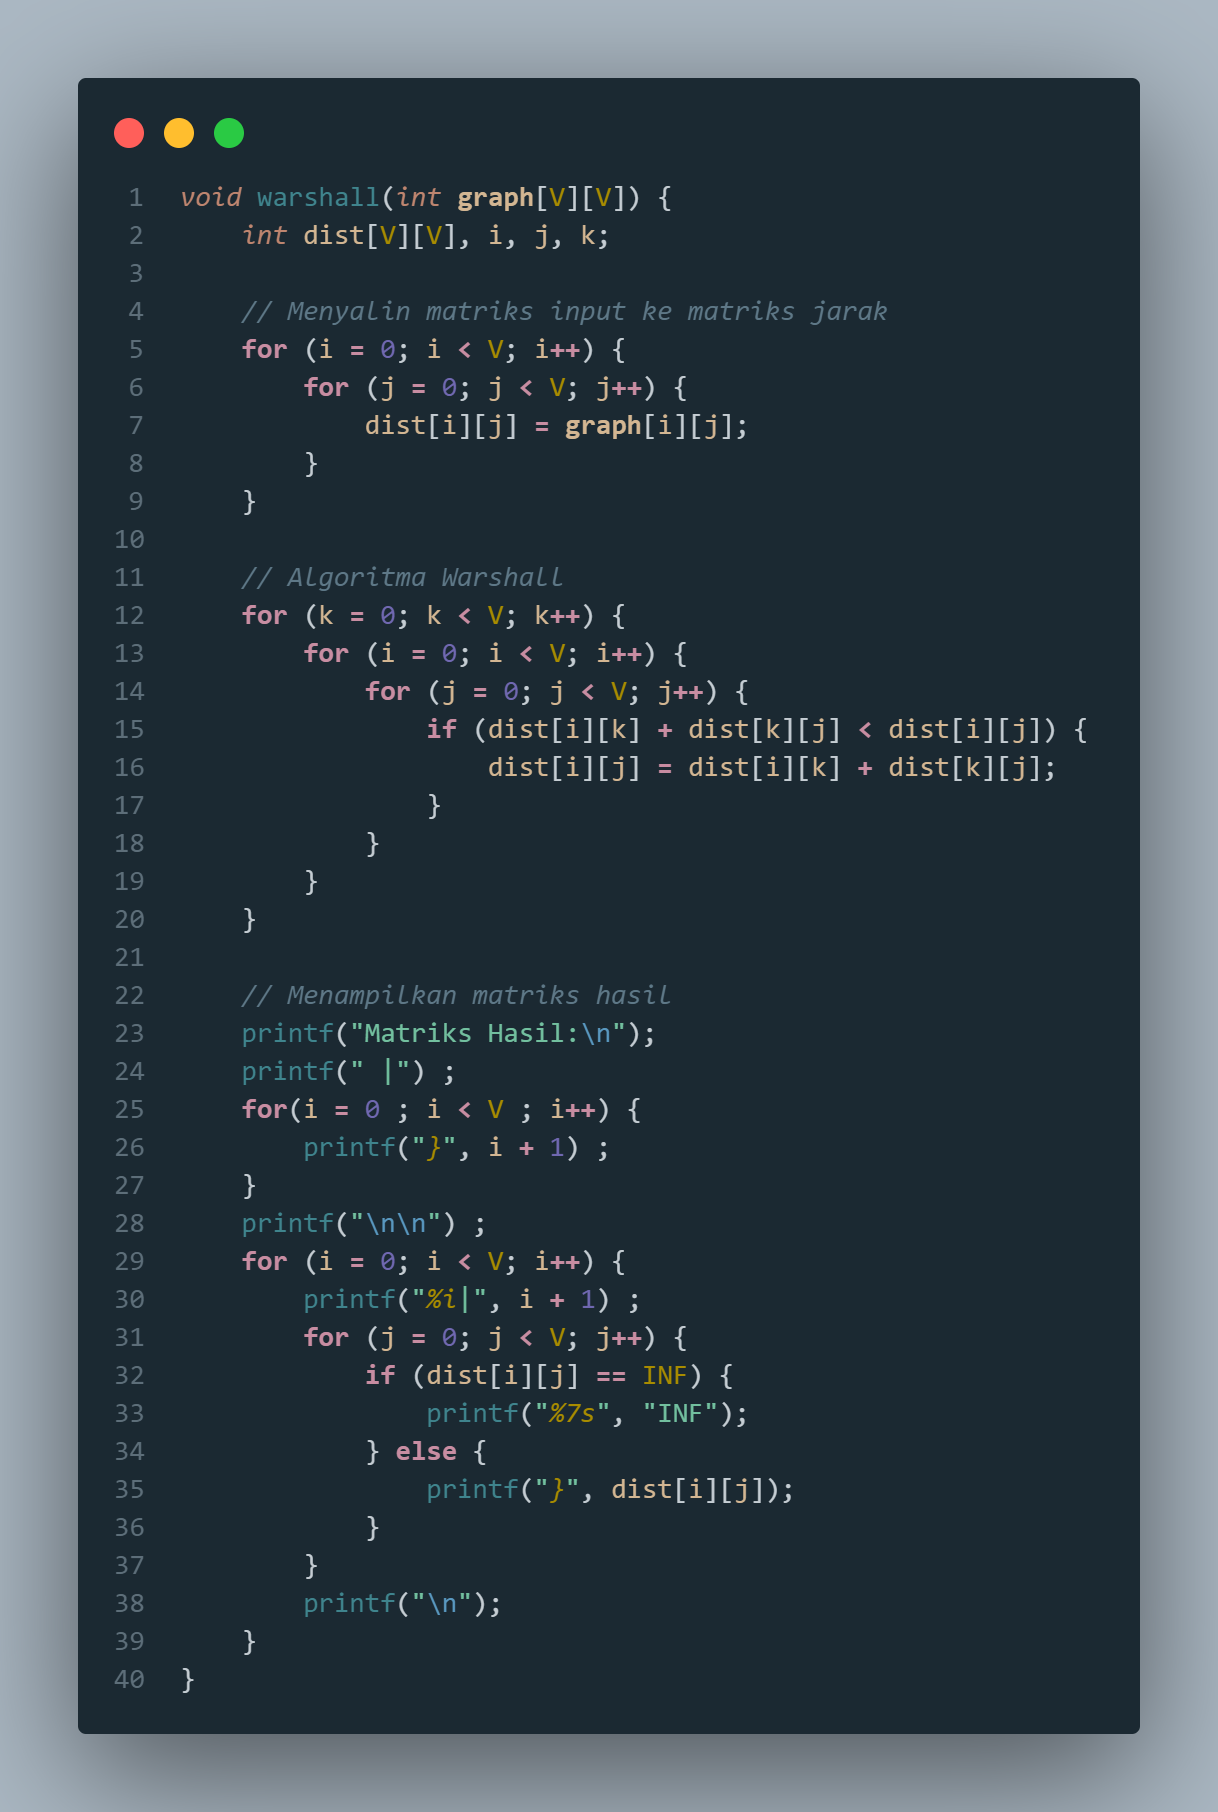 1 void warshall(int graph[V][V]) {
2     int dist[V][V], i, j, k;
3
4     // Menyalin matriks input ke matriks jarak
5     for (i = 0; i < V; i++) {
6         for (j = 0; j < V; j++) {
7             dist[i][j] = graph[i][j];
8         }
9     }
10
11     // Algoritma Warshall
12     for (k = 0; k < V; k++) {
13         for (i = 0; i < V; i++) {
14             for (j = 0; j < V; j++) {
15                 if (dist[i][k] + dist[k][j] < dist[i][j]) {
16                     dist[i][j] = dist[i][k] + dist[k][j];
17                 }
18             }
19         }
20     }
21
22     // Menampilkan matriks hasil
23     printf("Matriks Hasil:\n");
24     printf(" |") ;
25     for(i = 0 ; i < V ; i++) {
26         printf("}", i + 1) ;
27     }
28     printf("\n\n") ;
29     for (i = 0; i < V; i++) {
30         printf("%i|", i + 1) ;
31         for (j = 0; j < V; j++) {
32             if (dist[i][j] == INF) {
33                 printf("%7s", "INF");
34             } else {
35                 printf("}", dist[i][j]);
36             }
37         }
38         printf("\n");
39     }
40 }